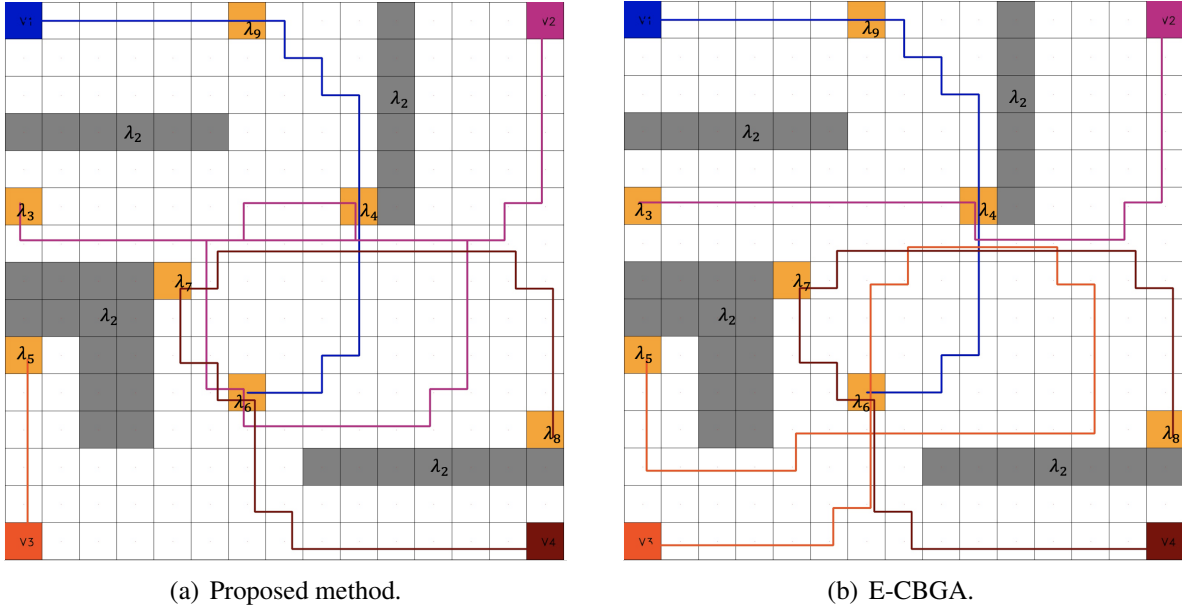 V1 λ₉ V2 V1 λ₉ V2
λ₂ λ₂
λ₂ λ₂
λ₃ λ₄ λ₃ λ₄
λ₇ λ₇
λ₂ λ₂
λ₅ λ₅
λ₆ λ₆
λ₈ λ₈
λ₂ λ₂
V3 V4 V3 V4
(a) Proposed method. (b) E-CBGA.